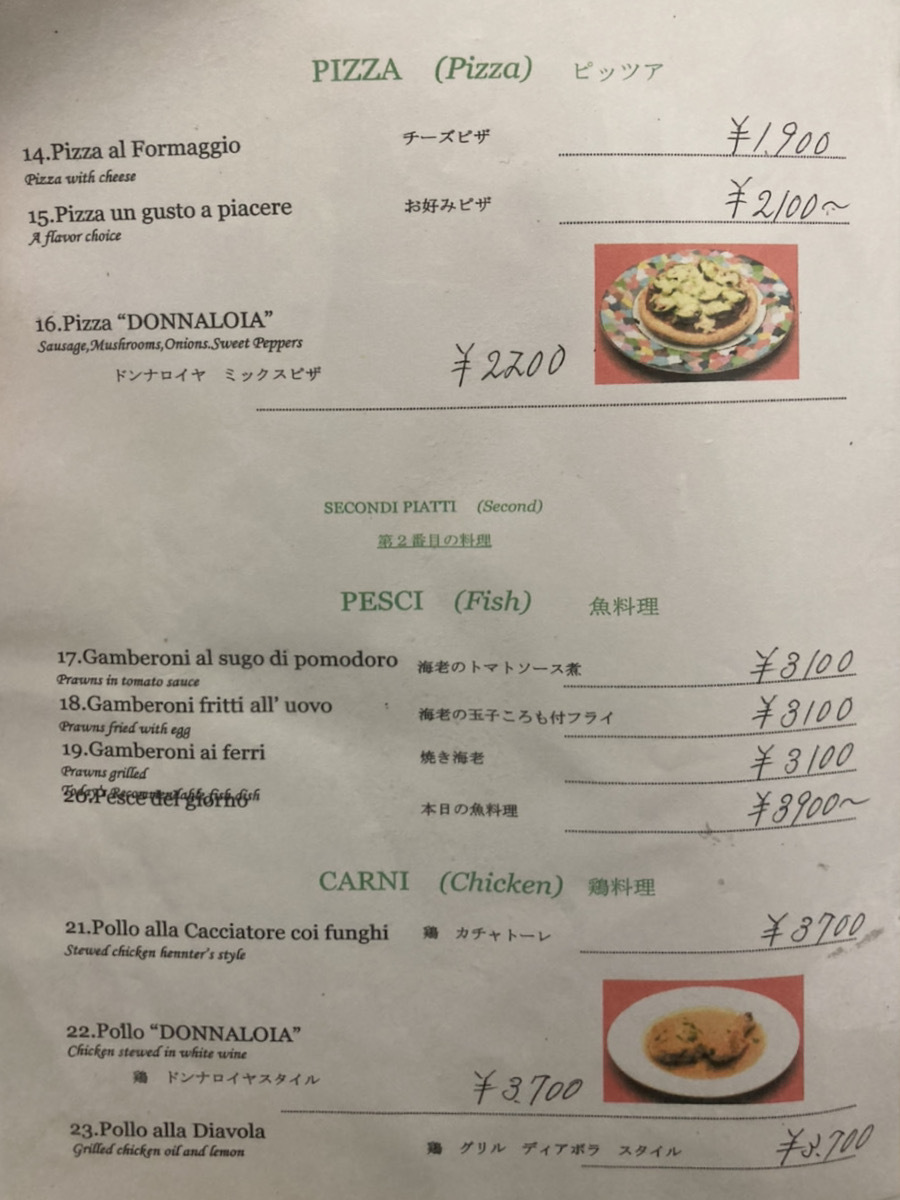 PIZZA (Pizza) ピッツア
14.Pizza al Formaggio チーズピザ ¥1,900
Pizza with cheese
15.Pizza un gusto a piacere お好みピザ ¥2100~
A flavor choice
16.Pizza “DONNALOIA”
Sausage,Mushrooms,Onions.Sweet Peppers
ドンナロイヤ ミックスピザ ¥2200
SECONDI PIATTI (Second)
第２番目の料理
PESCI (Fish) 魚料理
17.Gamberoni al sugo di pomodoro 海老のトマトソース煮 ¥3100
Prawns in tomato sauce
18.Gamberoni fritti all’ uovo 海老の玉子ころも付フライ ¥3100
Prawns fried with egg
19.Gamberoni ai ferri 焼き海老 ¥3100
Prawns grilled
Today's Recommendable fish dish
20.Pesce del giorno 本日の魚料理 ¥3900~
CARNI (Chicken) 鶏料理
21.Pollo alla Cacciatore coi funghi 鶏 カチャトーレ ¥3700
Stewed chicken hennter's style
22.Pollo “DONNALOIA”
Chicken stewed in white wine
鶏 ドンナロイヤスタイル ¥3,700
23.Pollo alla Diavola 鶏 グリル ディアボラ スタイル ¥3,700
Grilled chicken oil and lemon